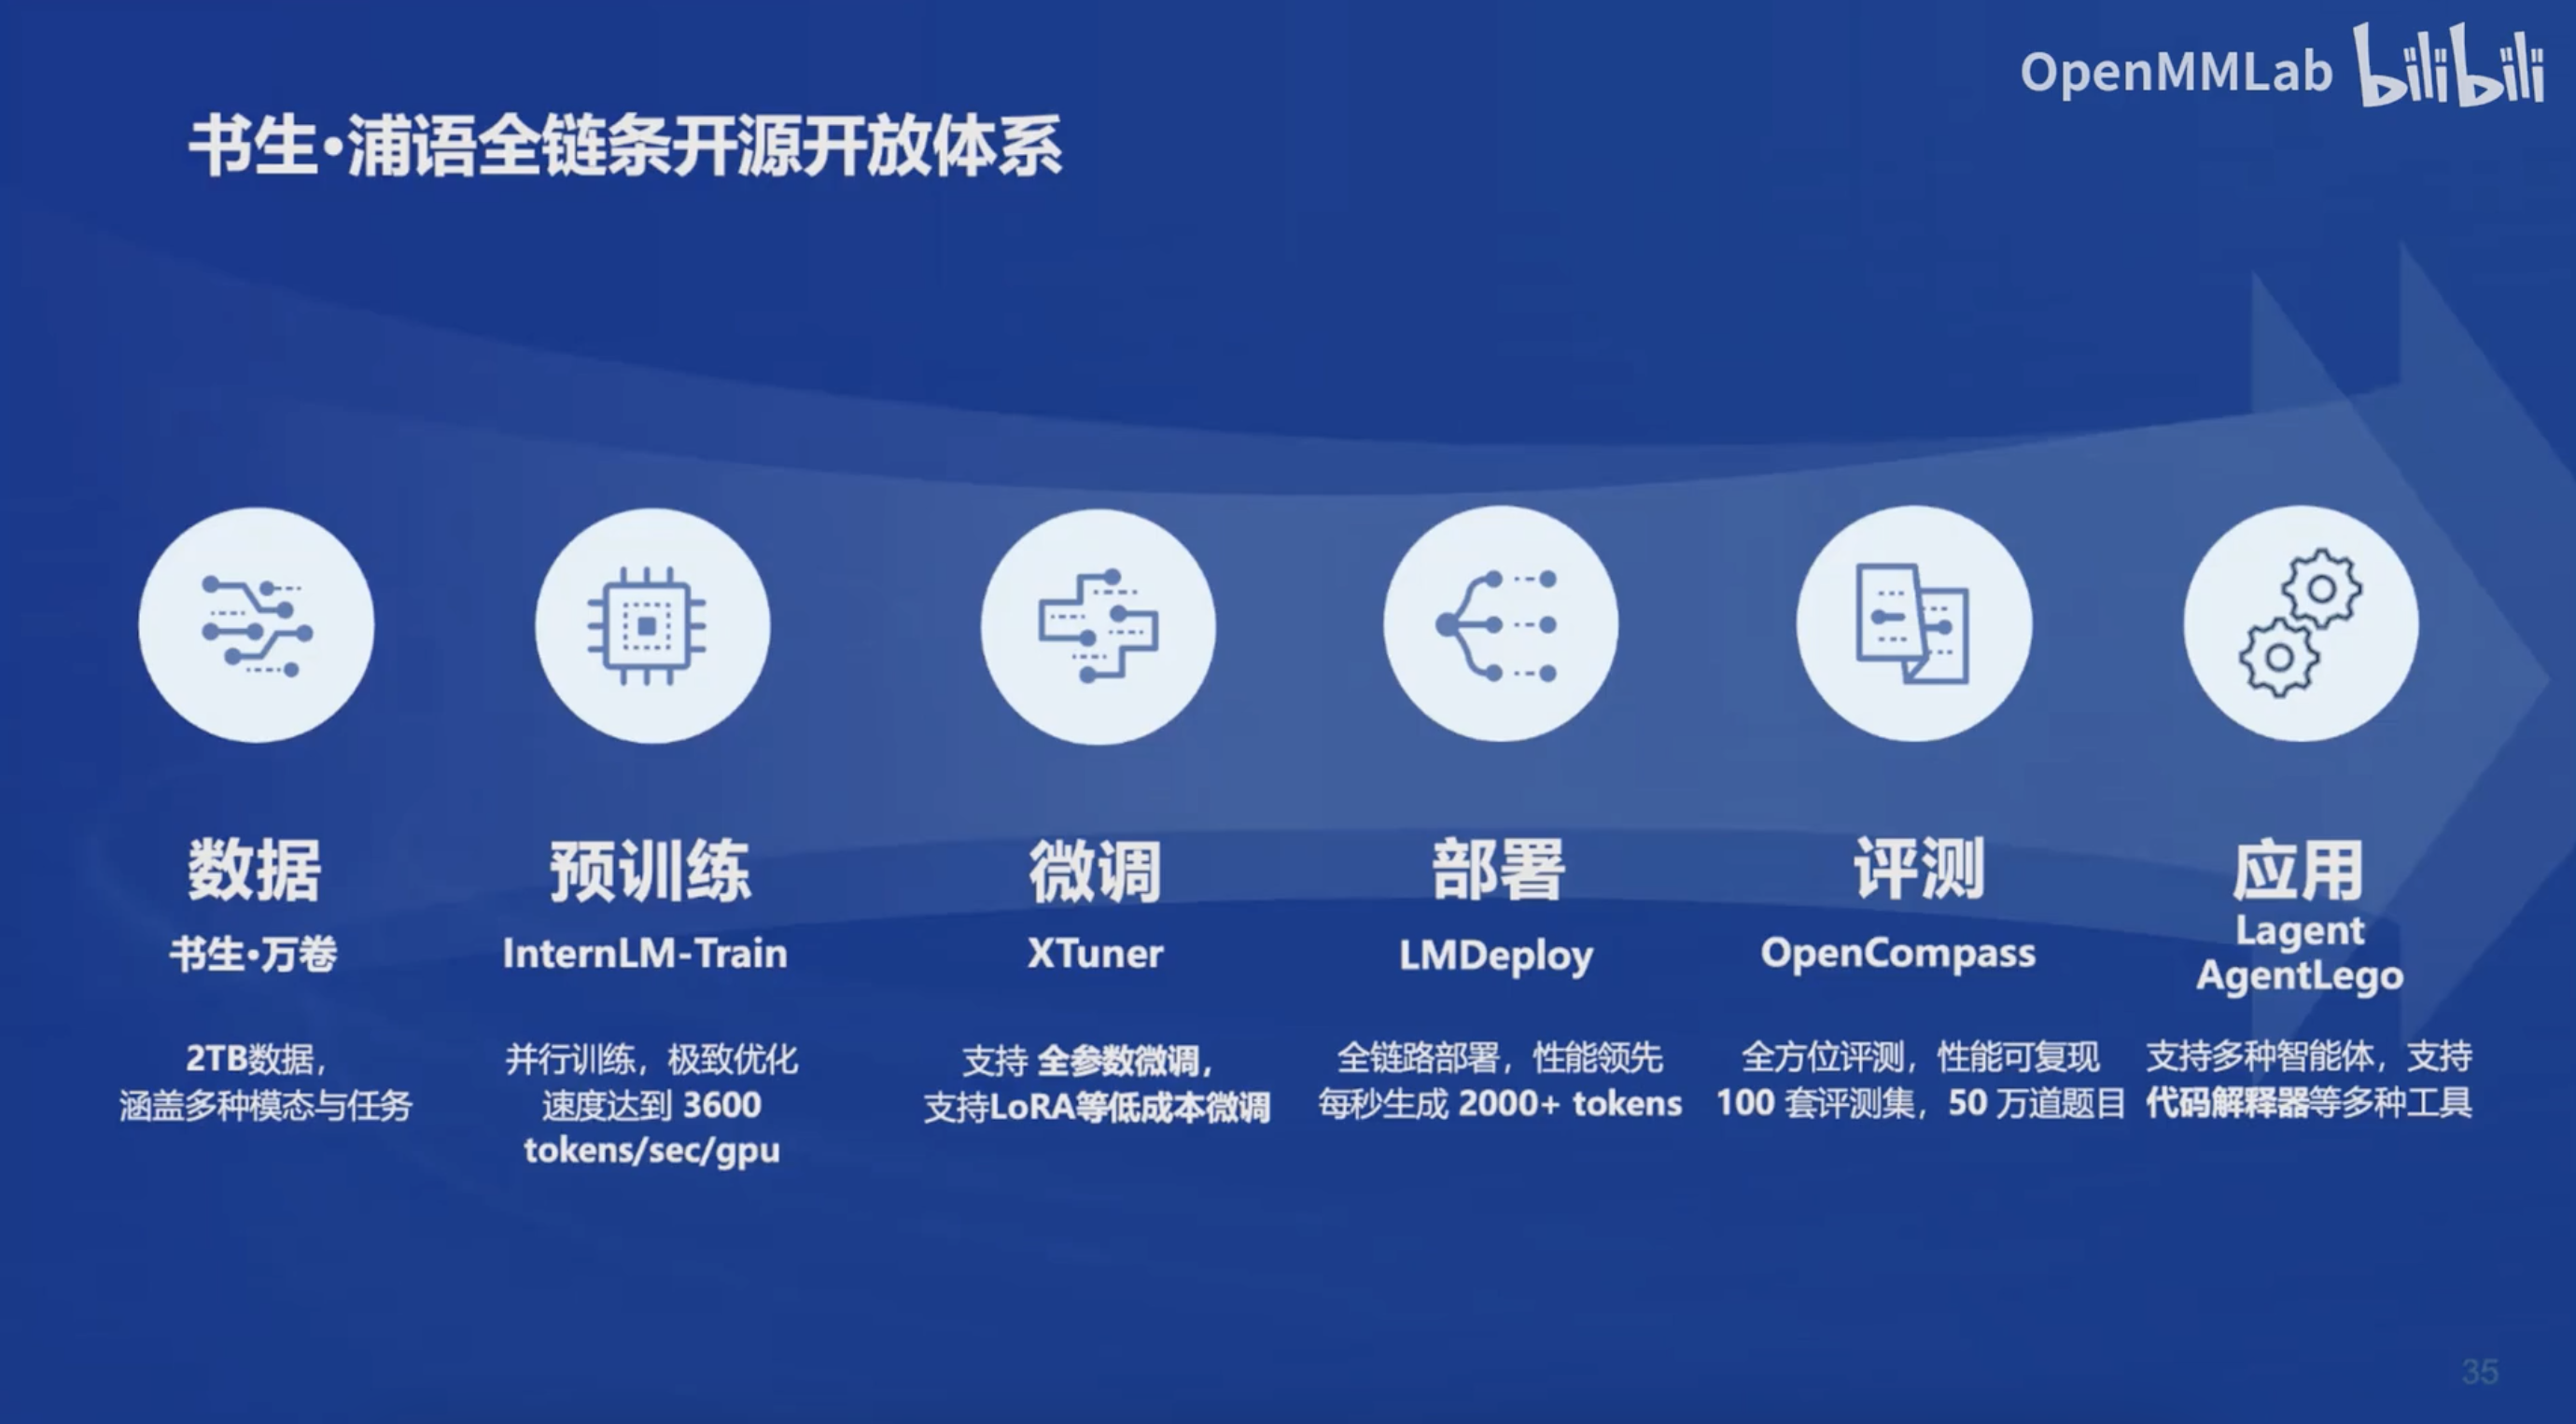 OpenMMLab bilibili
书生•浦语全链条开源开放体系
数据
书生•万卷
2TB数据，
涵盖多种模态与任务
预训练
InternLM-Train
并行训练，极致优化
速度达到 3600
tokens/sec/gpu
微调
XTuner
支持 全参数微调，
支持LoRA等低成本微调
部署
LMDeploy
全链路部署，性能领先
每秒生成 2000+ tokens
评测
OpenCompass
全方位评测，性能可复现
100 套评测集，50 万道题目
应用
Lagent
AgentLego
支持多种智能体，支持
代码解释器等多种工具
35